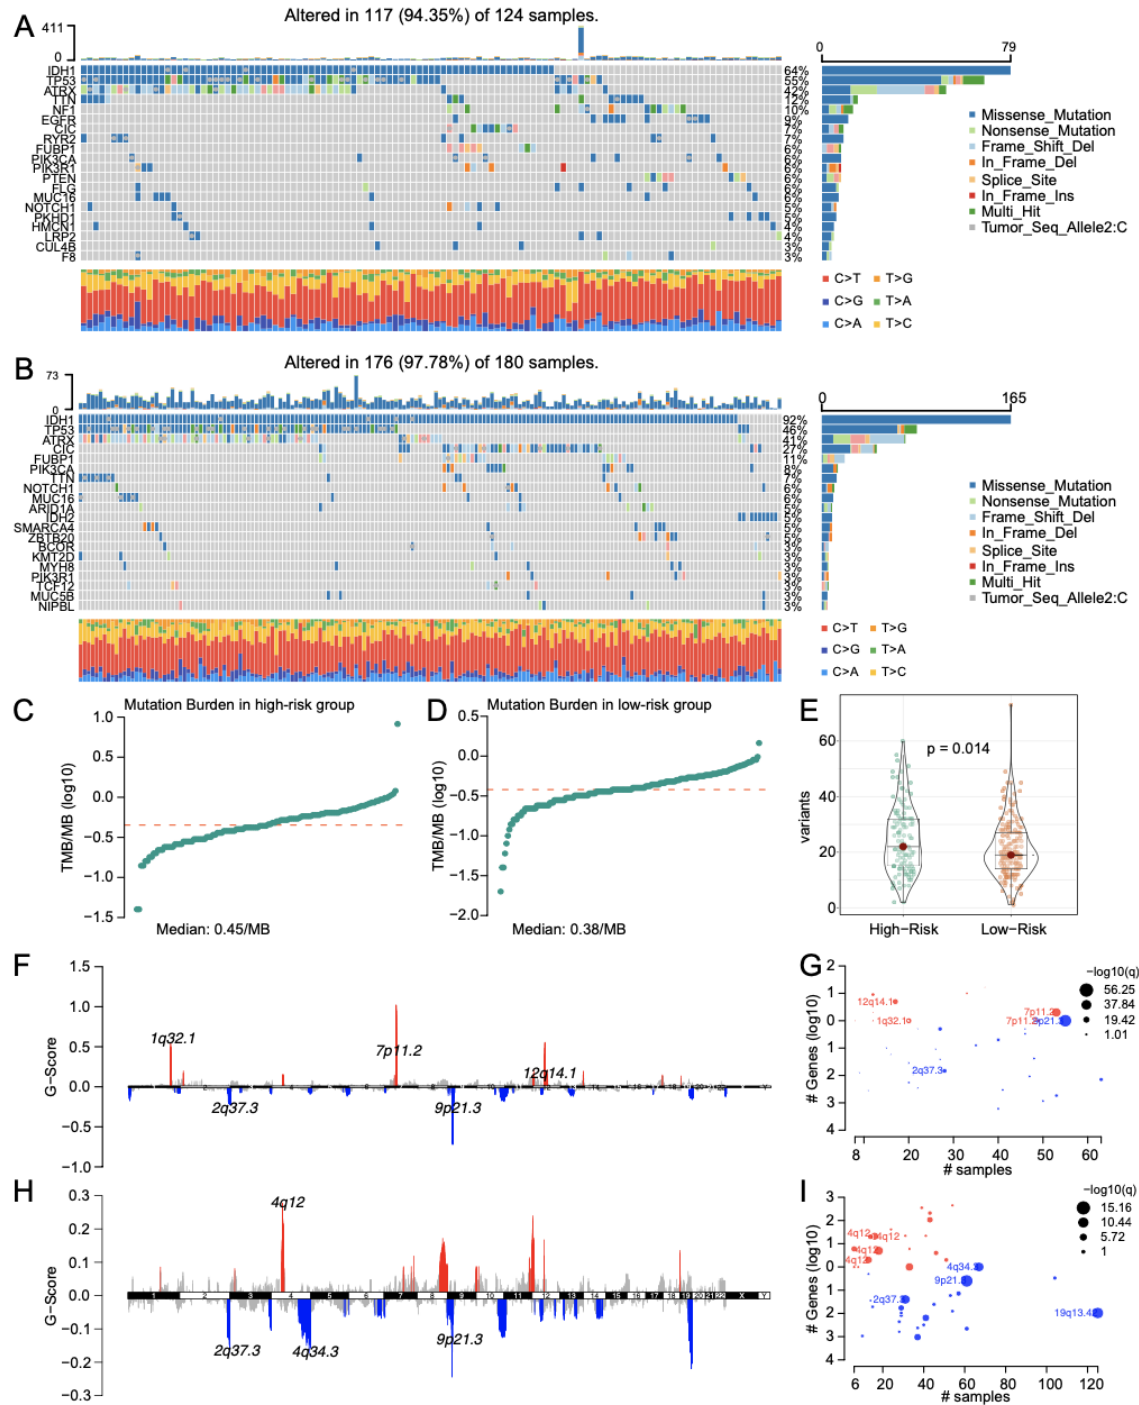 A
Altered in 117 (94.35%) of 124 samples.
411
0
0 79
IDH1 64%
TP53 55%
ATRX 42%
TTN 12%
NF1 10%
EGFR 9%
CIC 7%
RYR2 7%
FUBP1 6%
PIK3CA 6%
PIK3R1 6%
PTEN 6%
FLG 6%
MUC16 6%
NOTCH1 5%
PKHD1 5%
HMCN1 4%
LRP2 4%
CUL4B 3%
F8 3%
Missense_Mutation
Nonsense_Mutation
Frame_Shift_Del
In_Frame_Del
Splice_Site
In_Frame_Ins
Multi_Hit
Tumor_Seq_Allele2:C
C>T T>G
C>G T>A
C>A T>C
B
Altered in 176 (97.78%) of 180 samples.
73
0
0 165
IDH1 92%
TP53 46%
ATRX 41%
CIC 27%
FUBP1 11%
PIK3CA 8%
TTN 7%
NOTCH1 6%
MUC16 6%
ARID1A 5%
IDH2 5%
SMARCA4 5%
ZBTB20 5%
BCOR 3%
KMT2D 3%
MYH8 3%
PIK3R1 3%
TCF12 3%
MUC5B 3%
NIPBL 3%
Missense_Mutation
Nonsense_Mutation
Frame_Shift_Del
In_Frame_Del
Splice_Site
In_Frame_Ins
Multi_Hit
Tumor_Seq_Allele2:C
C>T T>G
C>G T>A
C>A T>C
C
Mutation Burden in high-risk group
TMB/MB (log10)
1.0
0.5
0.0
−0.5
−1.0
−1.5
Median: 0.45/MB
D
Mutation Burden in low-risk group
TMB/MB (log10)
0.5
0.0
−0.5
−1.0
−1.5
−2.0
Median: 0.38/MB
E
variants
p = 0.014
60
40
20
0
High−Risk Low−Risk
F
G−Score
1.5
1.0
0.5
0.0
−0.5
−1.0
1q32.1
7p11.2
12q14.1
2q37.3
9p21.3
G
# Genes (log10)
2
1
0
1
2
3
4
12q14.1
1q32.1
7p11.2
7p11.2
9p21.3
2q37.3
8 20 30 40 50 60
# samples
−log10(q)
56.25
37.84
19.42
1.01
H
G−Score
0.3
0.2
0.1
0.0
0.0
−0.1
−0.2
−0.3
4q12
2q37.3
4q34.3
9p21.3
I
# Genes (log10)
3
2
1
0
1
2
3
4
4q12
4q12
4q12
4q12
4q34.3
9p21.3
2q37.3
19q13.42
6 20 40 60 80 100 120
# samples
−log10(q)
15.16
10.44
5.72
1